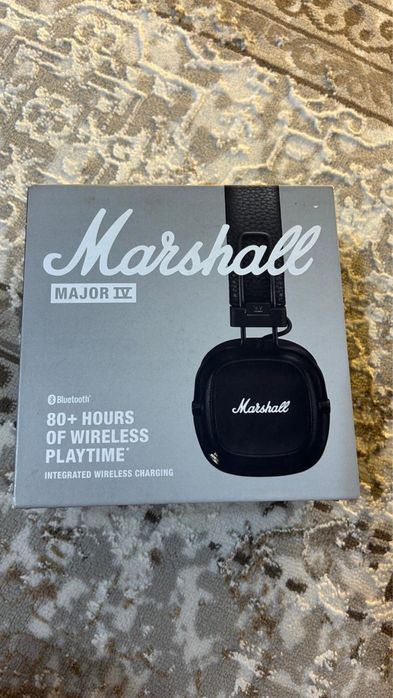 Marshall
MAJOR IV
Bluetooth®
80+ HOURS
OF WIRELESS
PLAYTIME*
INTEGRATED WIRELESS CHARGING
Marshall